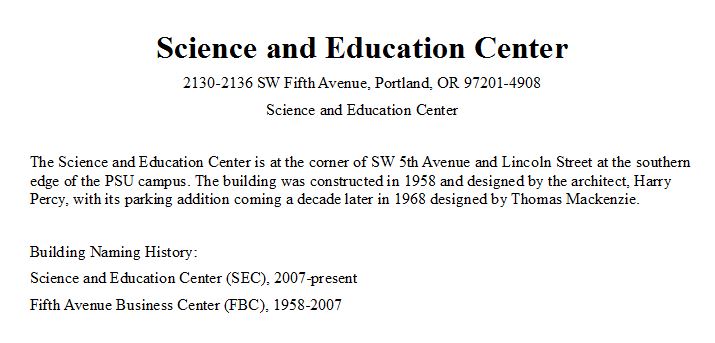 Science and Education Center
2130-2136 SW Fifth Avenue, Portland, OR 97201-4908
Science and Education Center
The Science and Education Center is at the corner of SW 5th Avenue and Lincoln Street at the southern
edge of the PSU campus. The building was constructed in 1958 and designed by the architect, Harry
Percy, with its parking addition coming a decade later in 1968 designed by Thomas Mackenzie.
Building Naming History:
Science and Education Center (SEC), 2007-present
Fifth Avenue Business Center (FBC), 1958-2007